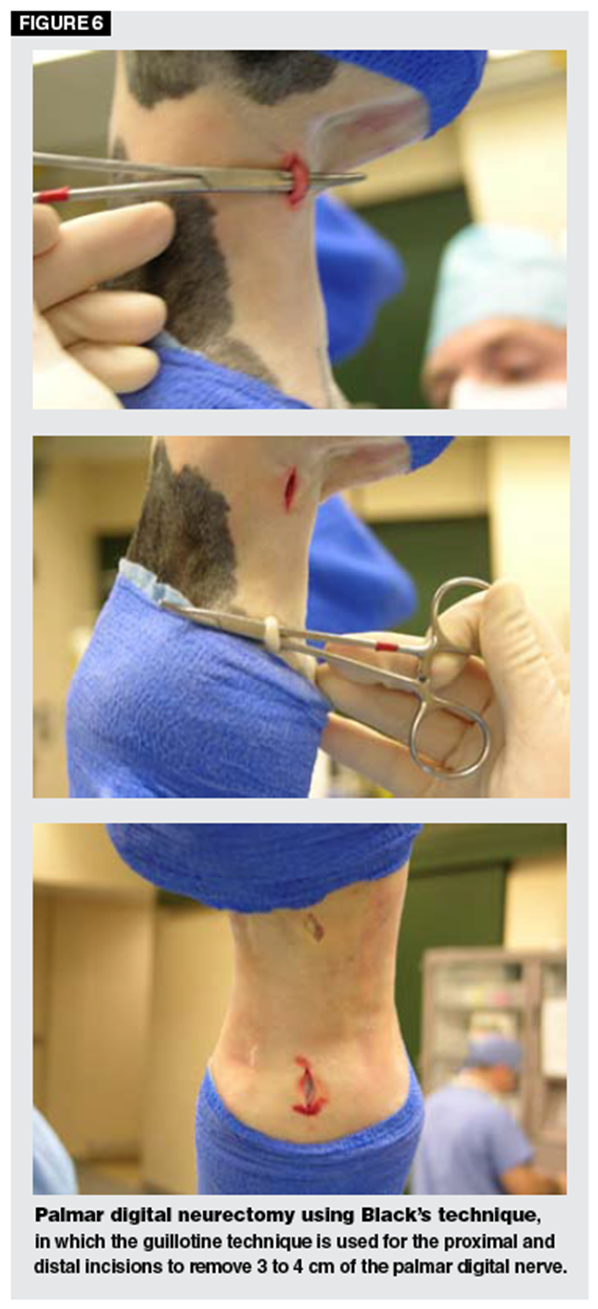 FIGURE 6
Palmar digital neurectomy using Black's technique,
in which the guillotine technique is used for the proximal and
distal incisions to remove 3 to 4 cm of the palmar digital nerve.